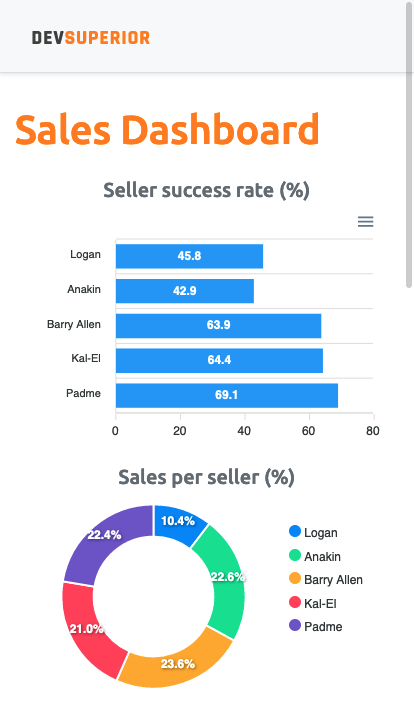 DEVSUPERIOR
Sales Dashboard
Seller success rate (%)
Logan 45.8
Anakin 42.9
Barry Allen 63.9
Kal-El 64.4
Padme 69.1
0 20 40 60 80
Sales per seller (%)
22.4% 10.4%
22.6%
21.0%
23.6%
Logan
Anakin
Barry Allen
Kal-El
Padme